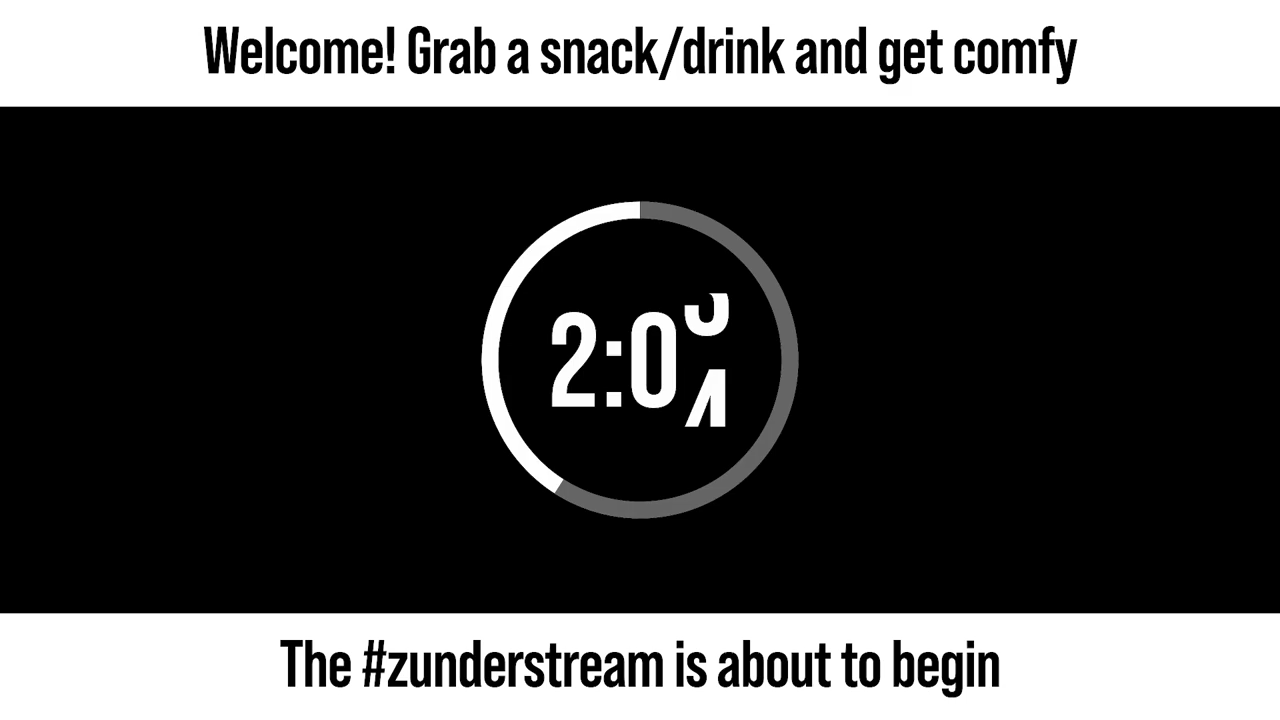 Welcome! Grab a snack/drink and get comfy
2:0
The #zunderstream is about to begin